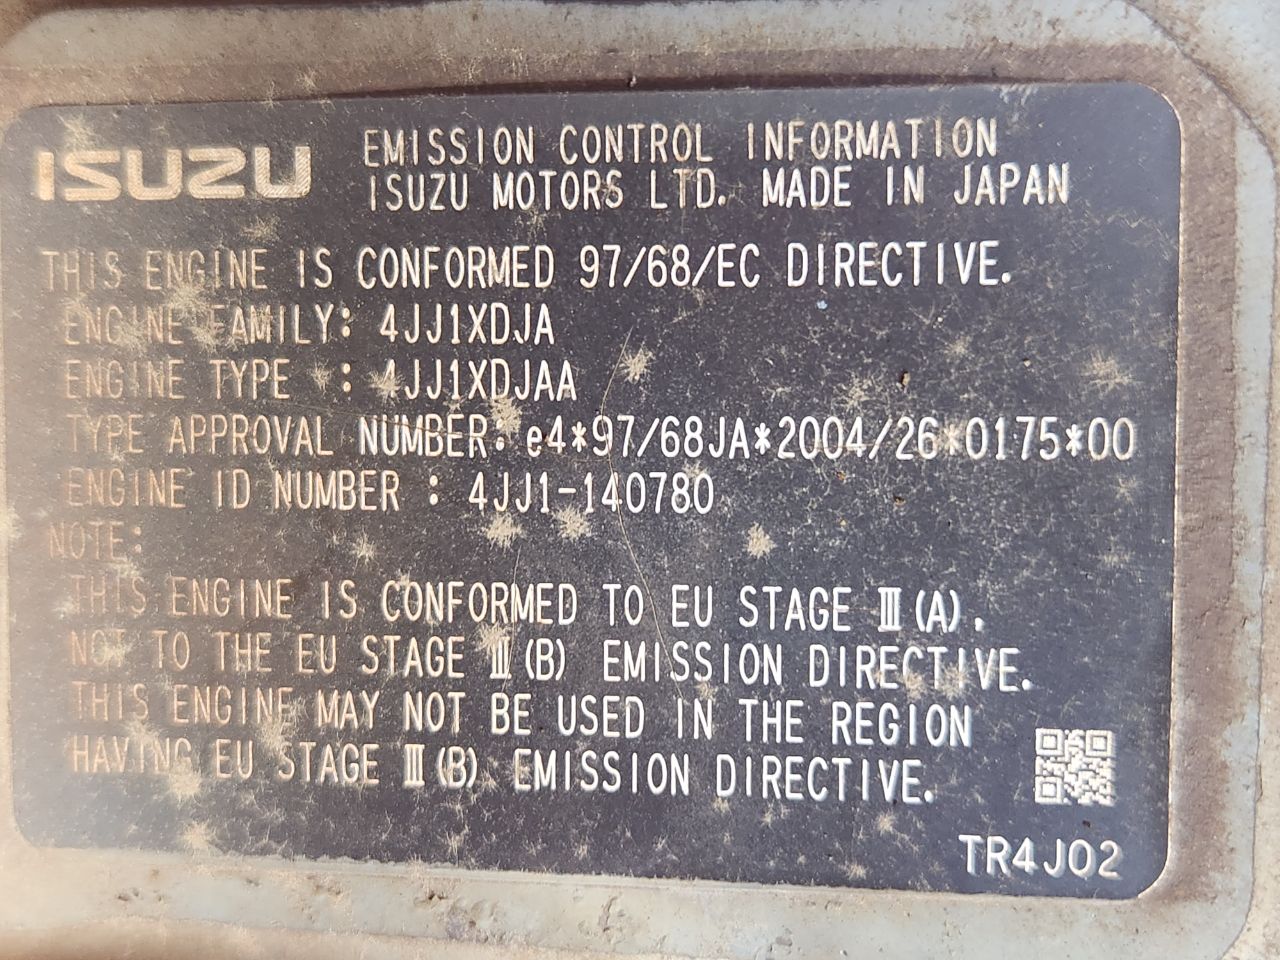 ISUZU
EMISSION CONTROL INFORMATION
ISUZU MOTORS LTD. MADE IN JAPAN
THIS ENGINE IS CONFORMED 97/68/EC DIRECTIVE.
ENGINE FAMILY: 4JJ1XDJA
ENGINE TYPE : 4JJ1XDJAA
TYPE APPROVAL NUMBER: e4*97/68JA*2004/26*0175*00
ENGINE ID NUMBER : 4JJ1-140780
NOTE:
THIS ENGINE IS CONFORMED TO EU STAGE Ⅲ(A).
NOT TO THE EU STAGE Ⅲ(B) EMISSION DIRECTIVE.
THIS ENGINE MAY NOT BE USED IN THE REGION
HAVING EU STAGE Ⅲ(B) EMISSION DIRECTIVE.
TR4J02